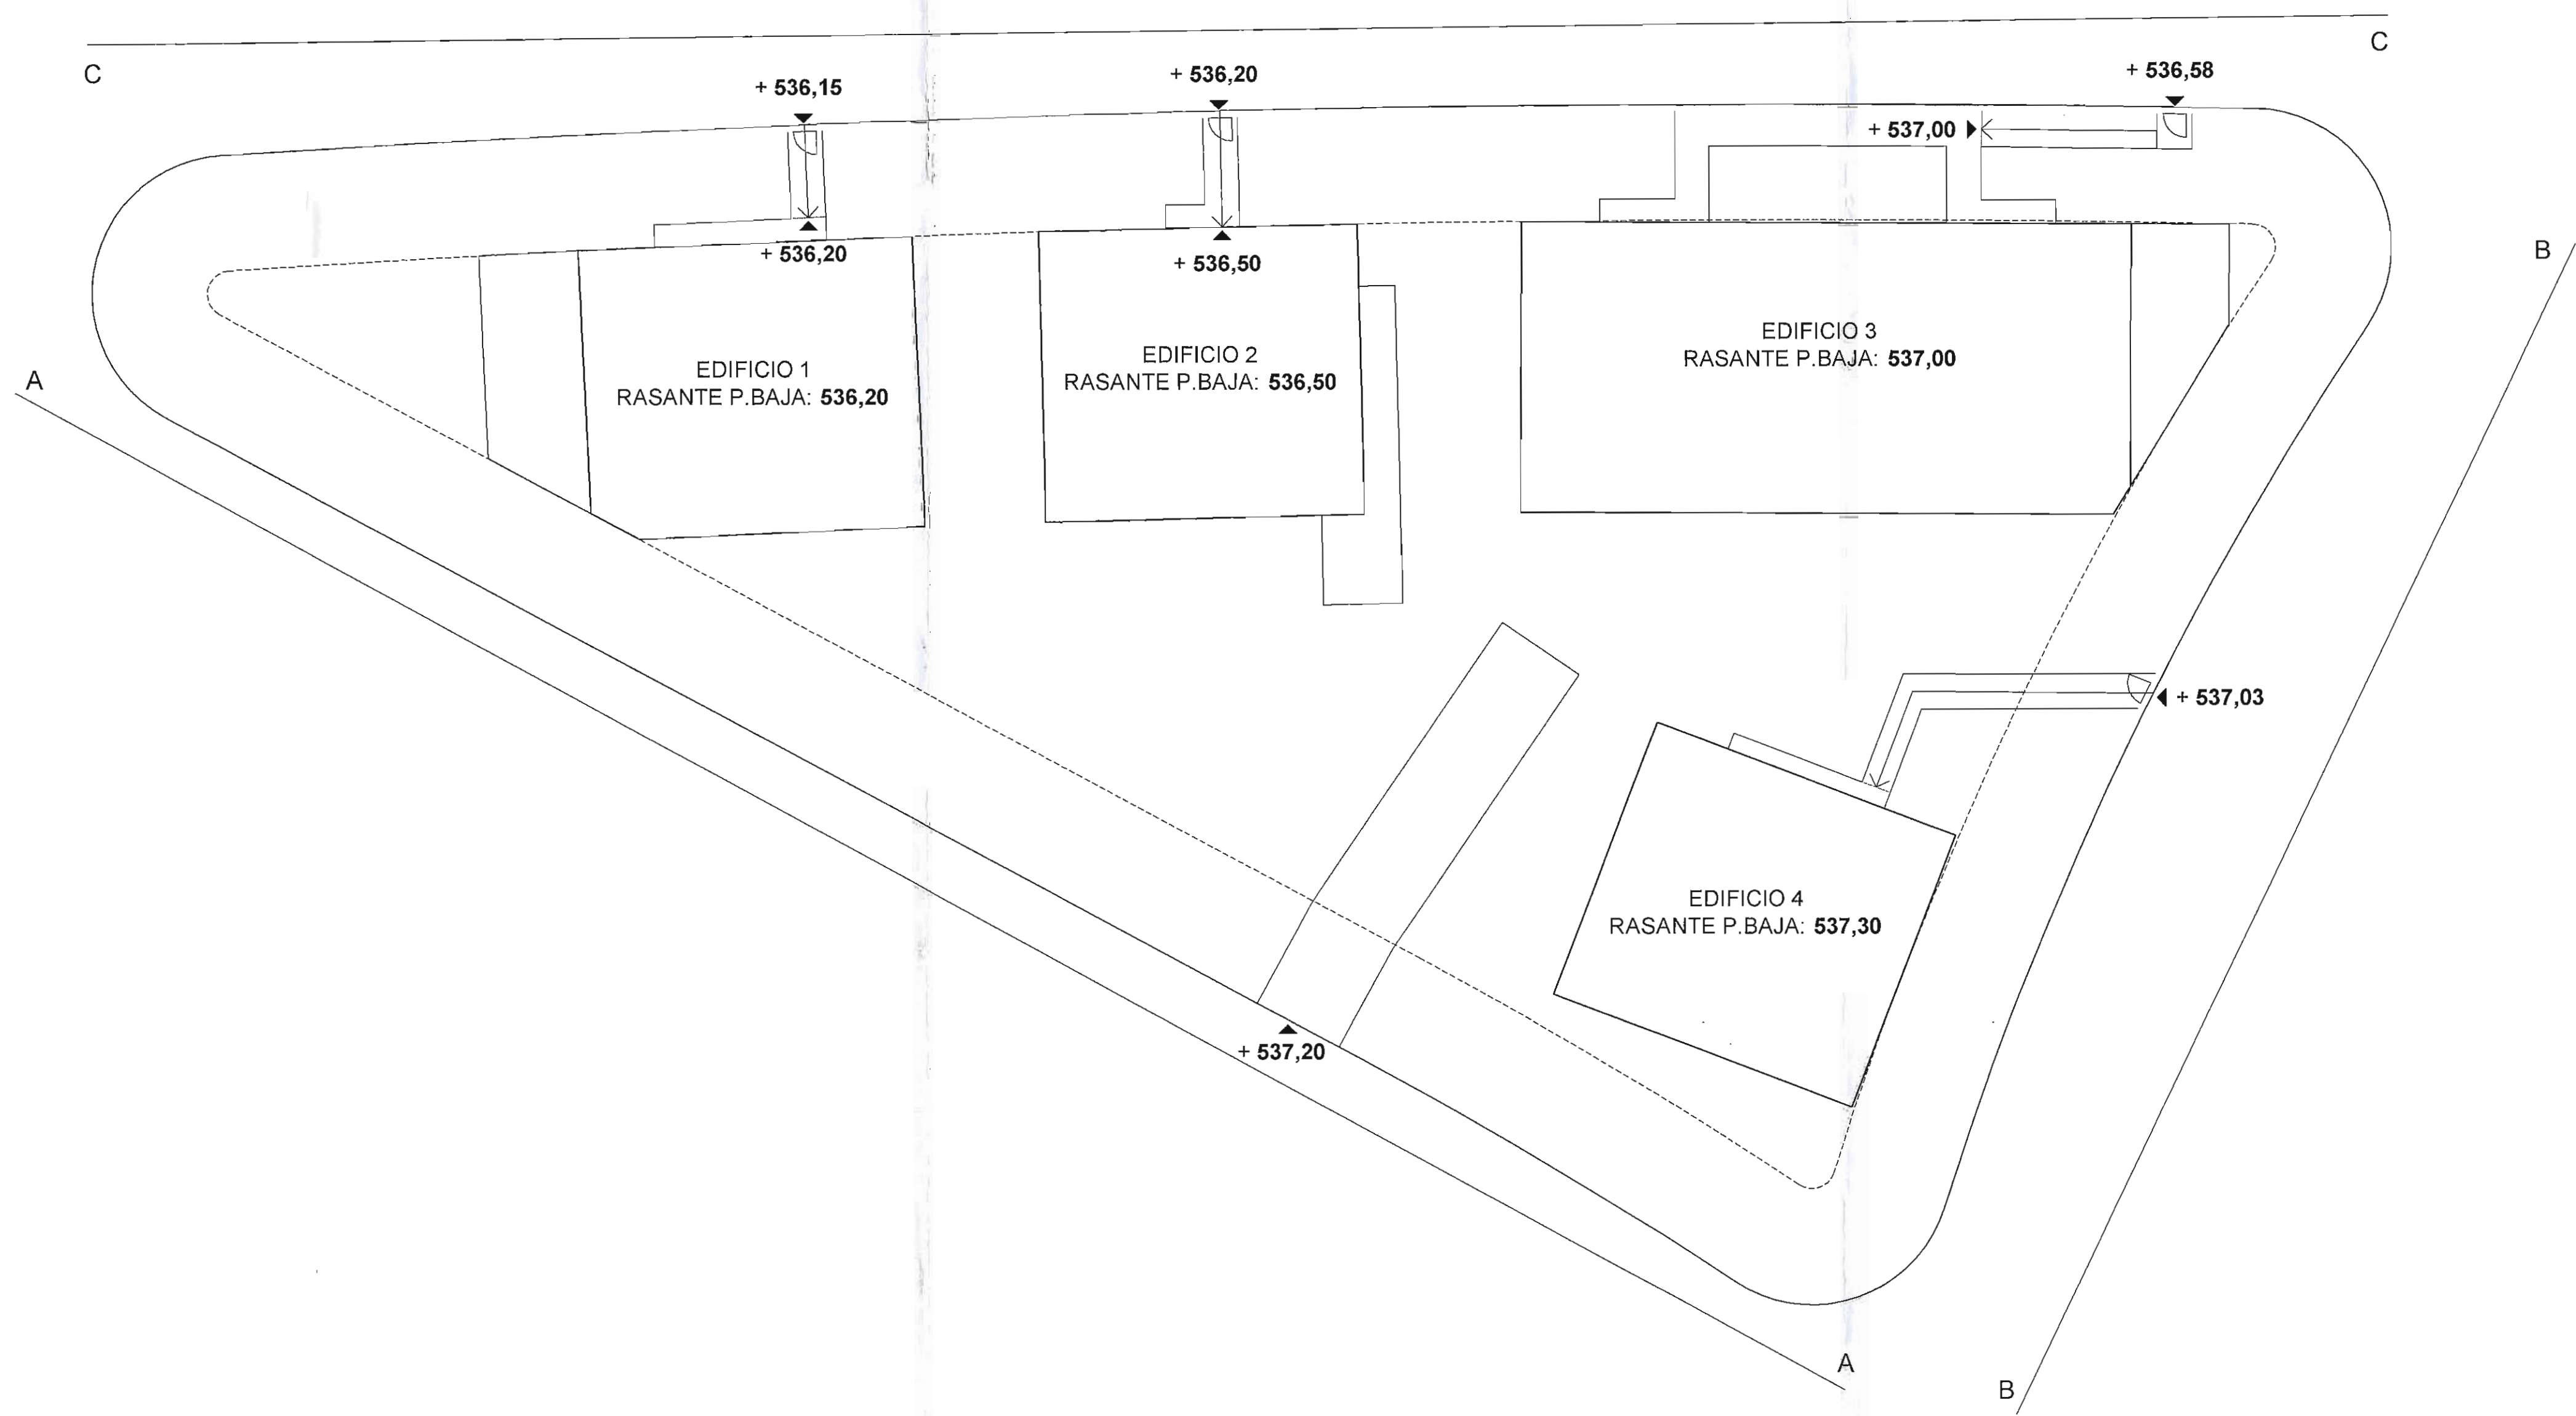 C
C
+ 536,15
+ 536,20
+ 536,58
+ 537,00
B
+ 536,20
+ 536,50
A
EDIFICIO 1
RASANTE P.BAJA: 536,20
EDIFICIO 2
RASANTE P.BAJA: 536,50
EDIFICIO 3
RASANTE P.BAJA: 537,00
+ 537,03
EDIFICIO 4
RASANTE P.BAJA: 537,30
+ 537,20
A
B